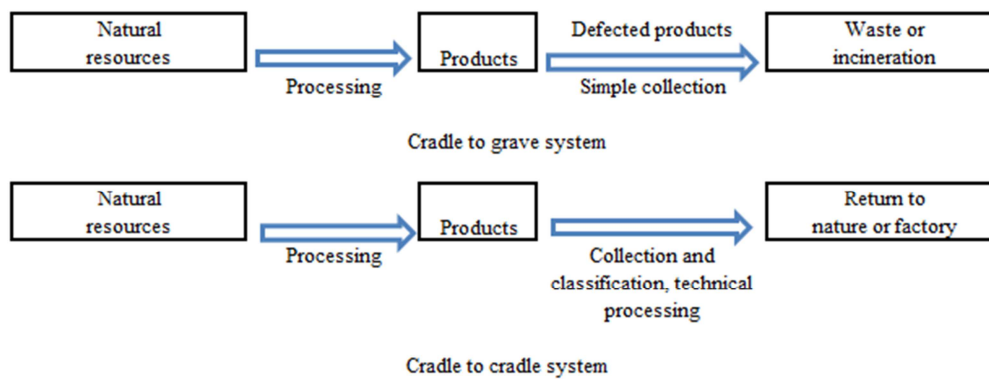 Natural
resources
Processing
Products
Defected products
Simple collection
Waste or
incineration
Cradle to grave system
Natural
resources
Processing
Products
Collection and
classification, technical
processing
Return to
nature or factory
Cradle to cradle system